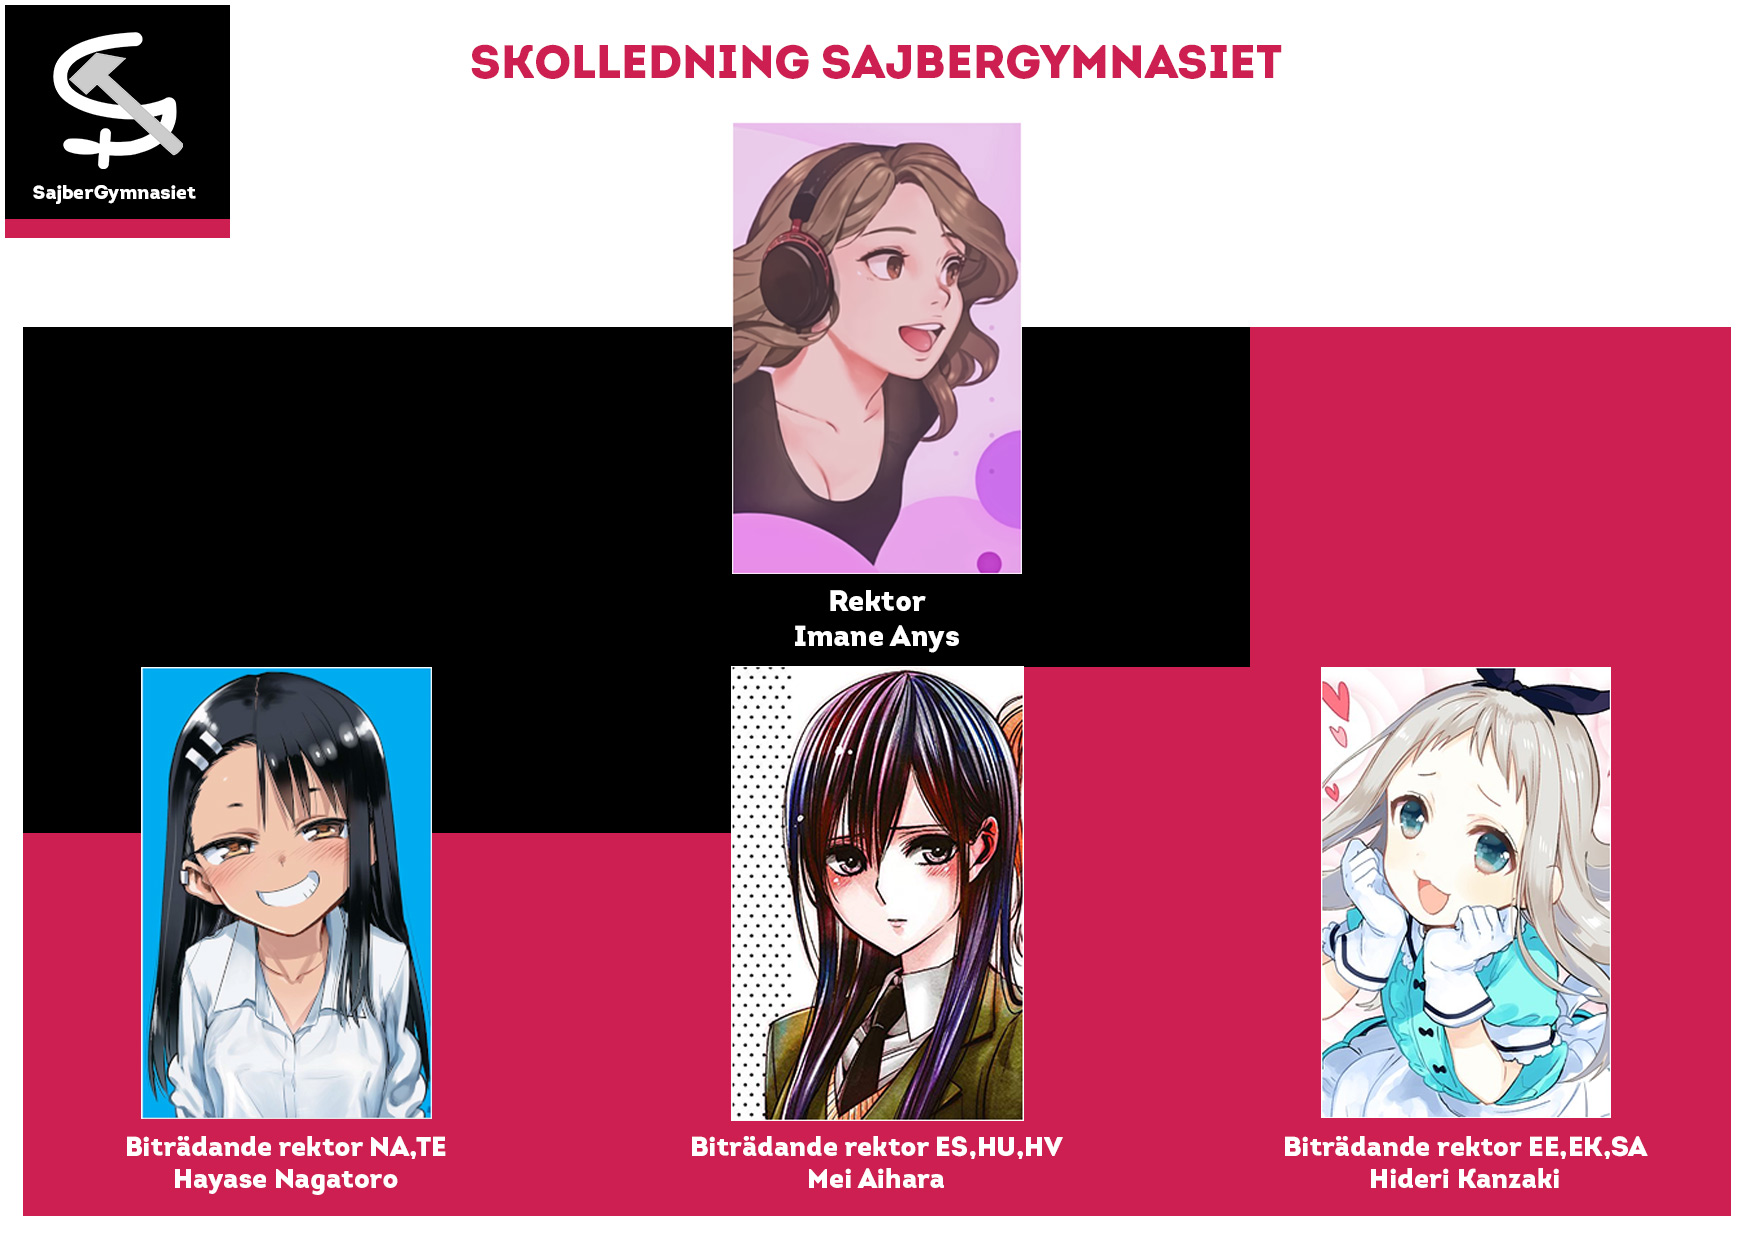 SKOLLEDNING SAJBERGYMNASIET
SajberGymnasiet
Rektor
Imane Anys
Biträdande rektor NA,TE
Hayase Nagatoro
Biträdande rektor ES,HU,HV
Mei Aihara
Biträdande rektor EE,EK,SA
Hideri Kanzaki